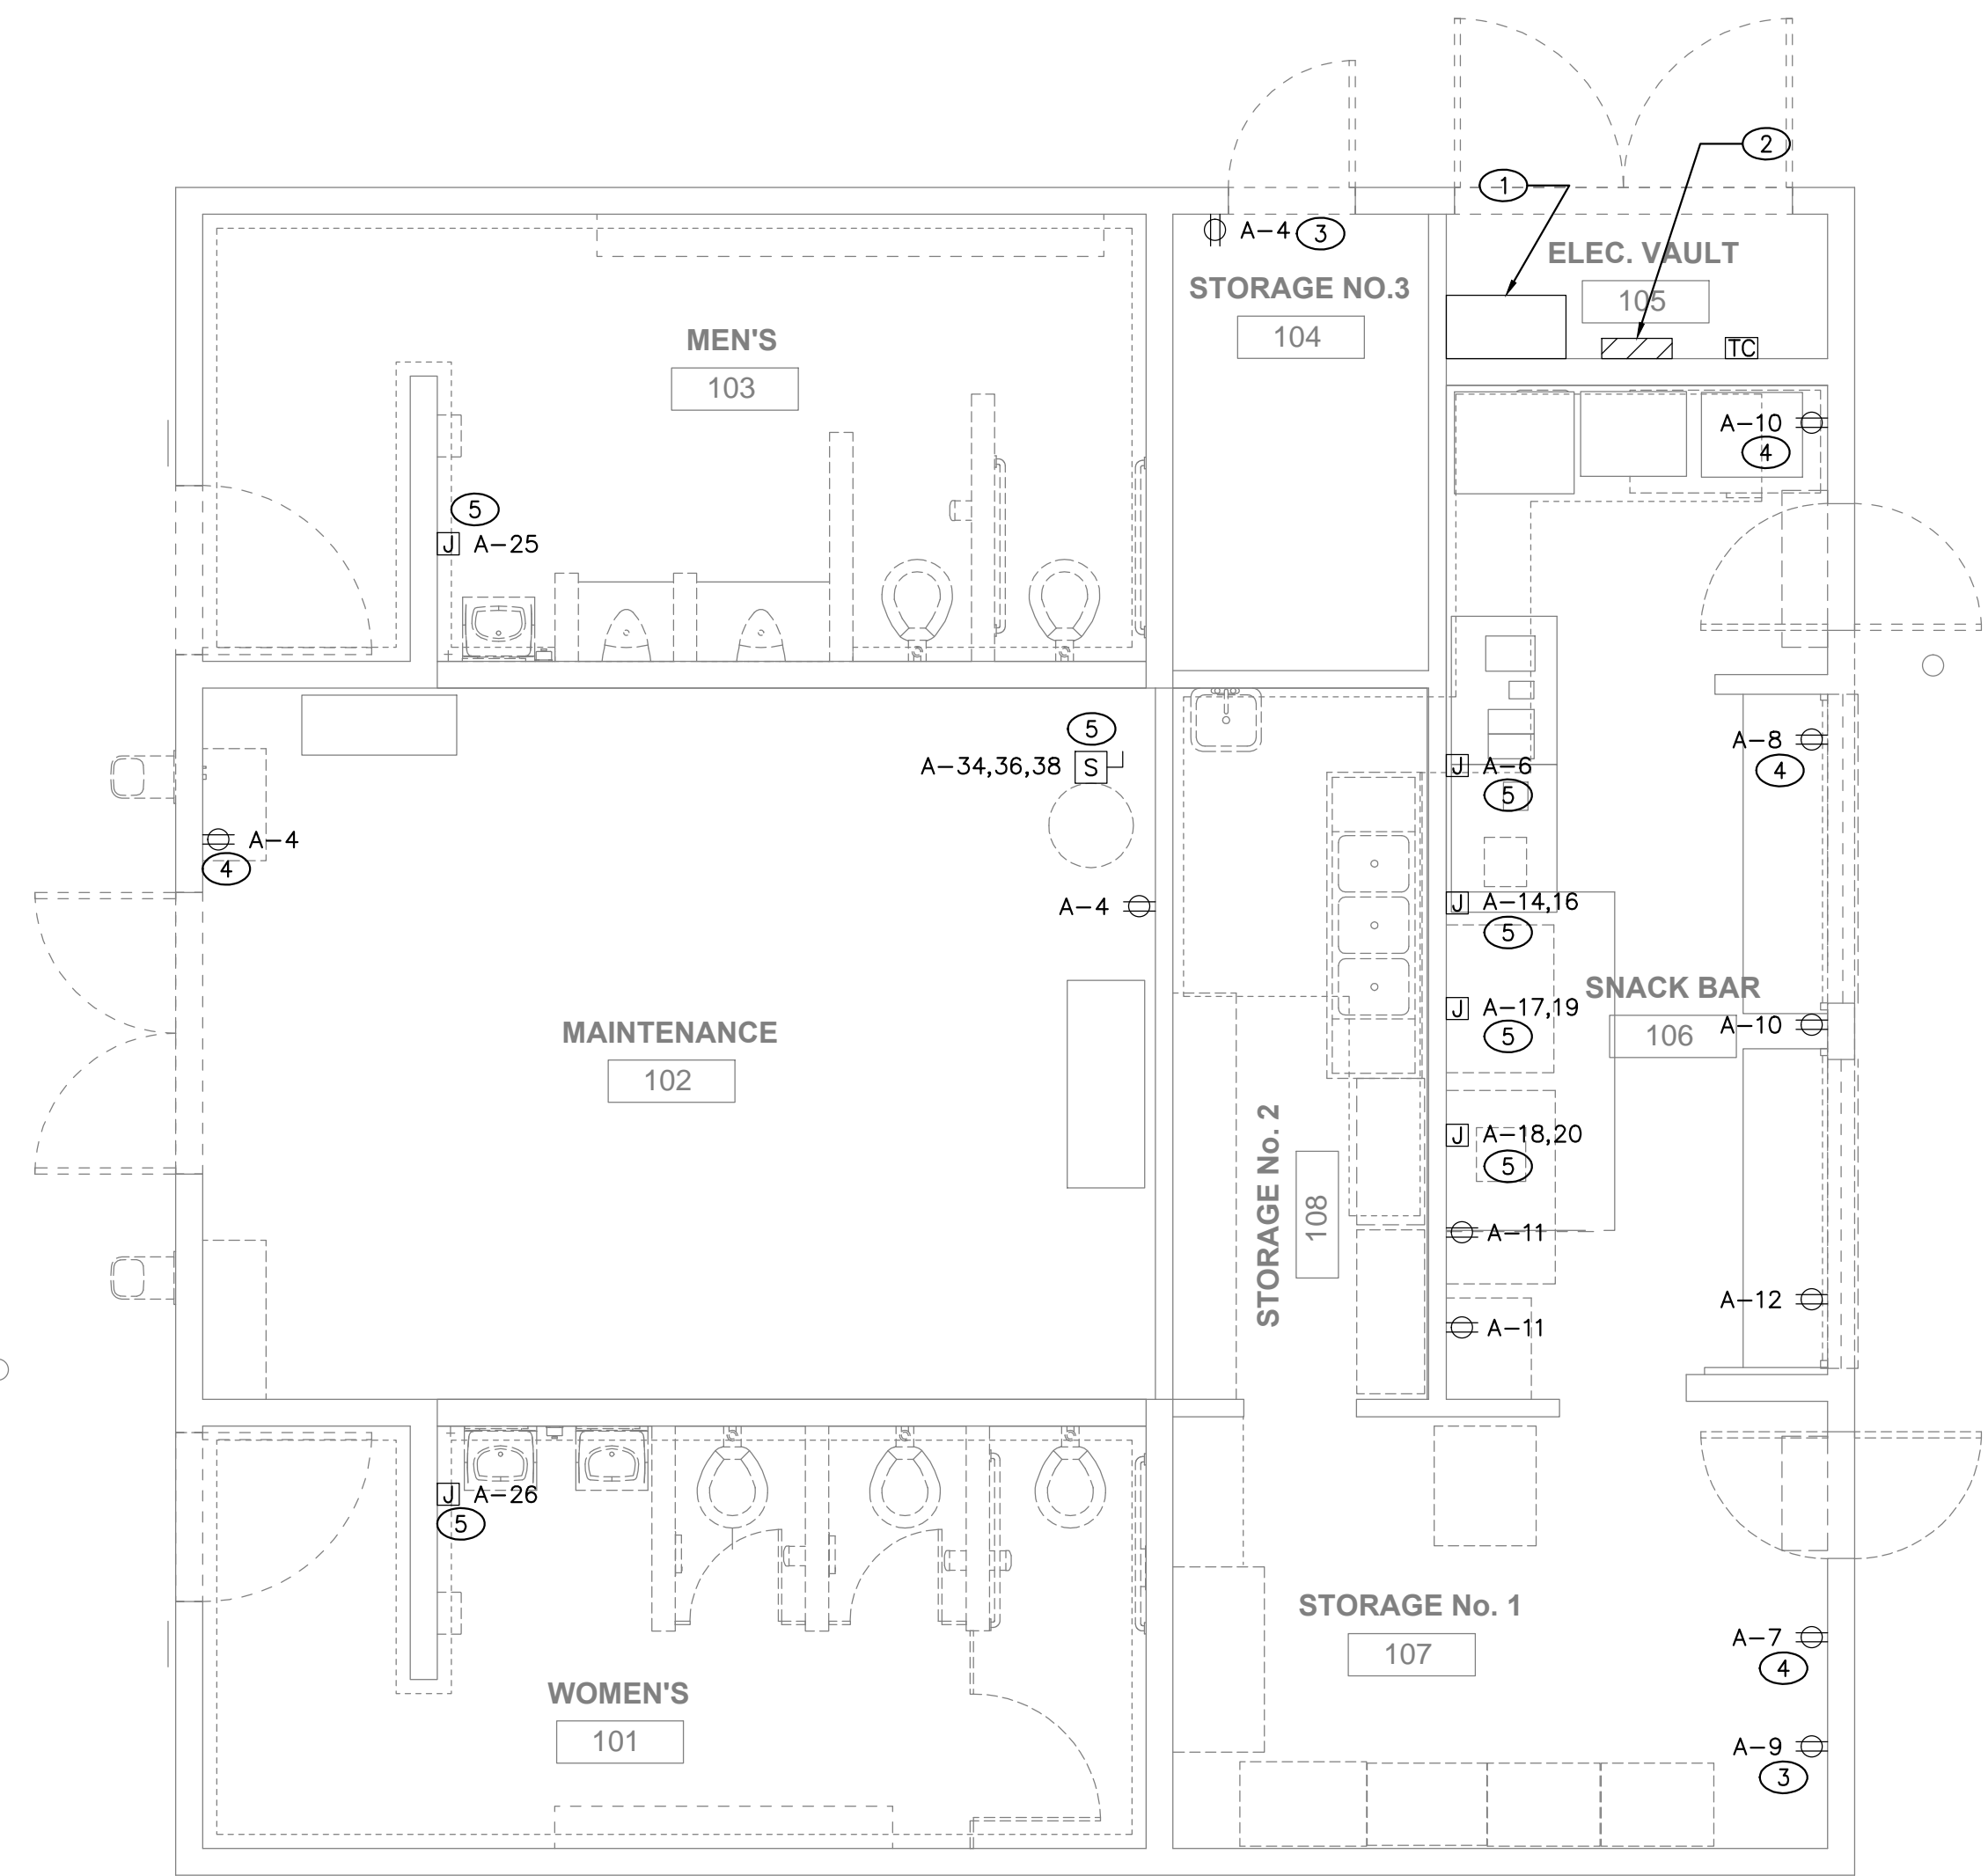 2
1
A-4 3
ELEC. VAULT
105
STORAGE NO.3
104
TC
MEN'S
103
A-10
4
5
J A-25
5
A-34,36,38 S
A-8
4
J A-6
5
A-4
4
A-4
J A-14,16
5
SNACK BAR
106
J A-17,19
5
A-10
MAINTENANCE
102
J A-18,20
5
STORAGE No. 2
108
A-11
A-12
A-11
J A-26
5
STORAGE No. 1
107
A-7
4
WOMEN'S
101
A-9
3